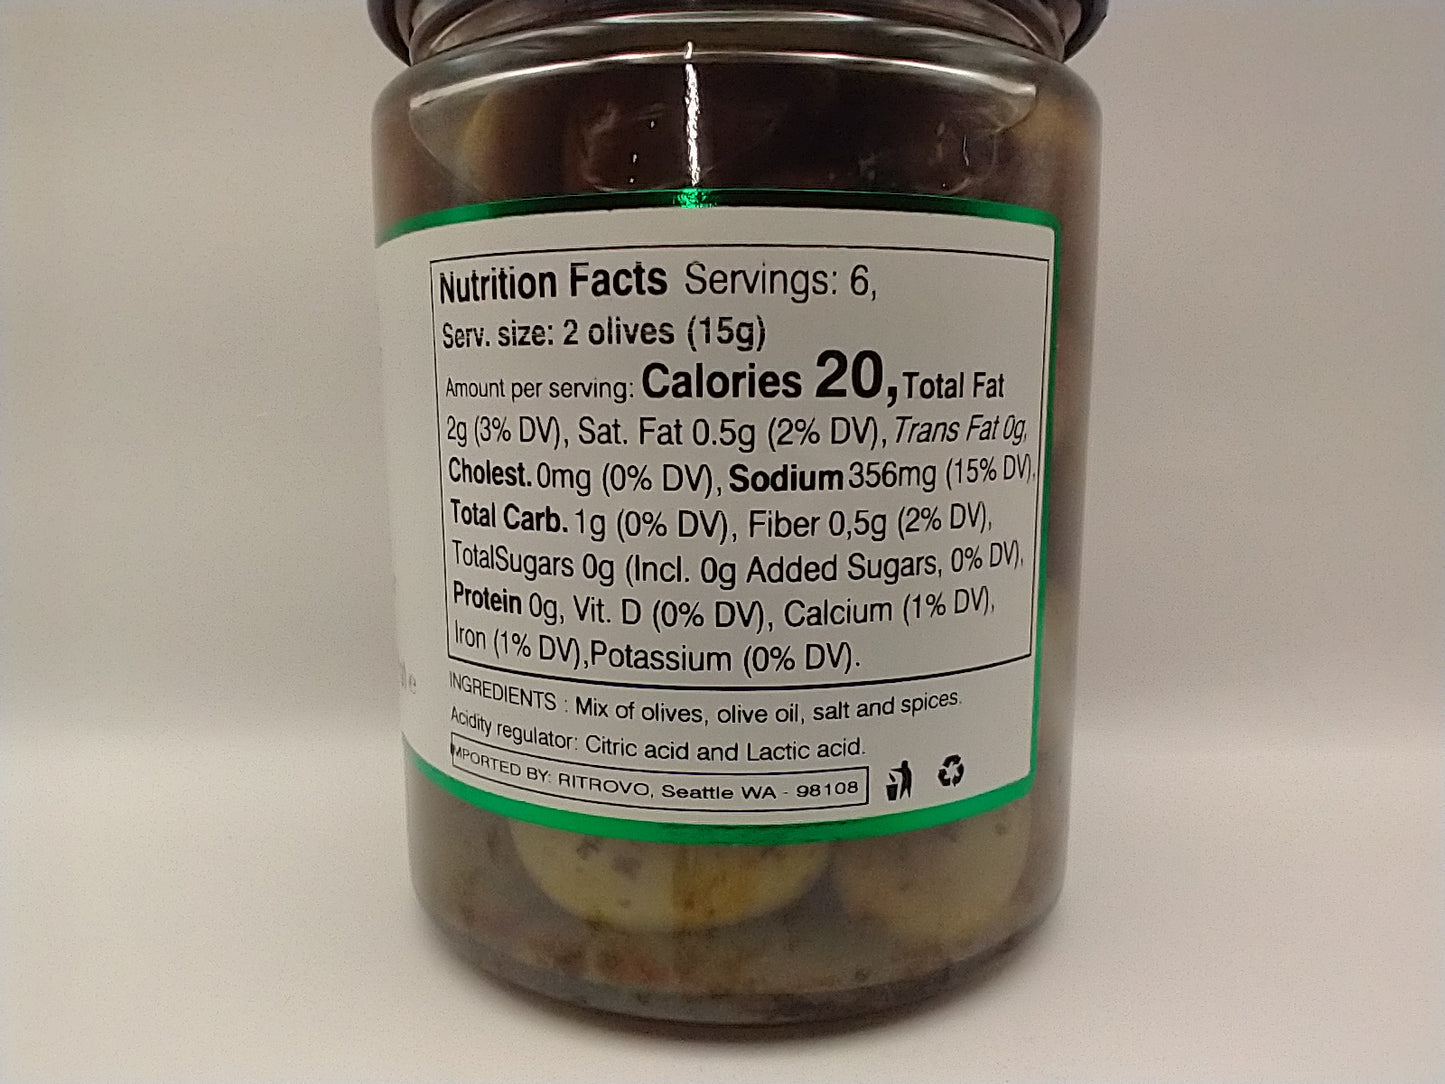 Nutrition Facts Servings: 6,
Serv. size: 2 olives (15g)
Amount per serving: Calories 20, Total Fat
2g (3% DV), Sat. Fat 0.5g (2% DV), Trans Fat 0g,
Cholest. 0mg (0% DV), Sodium 356mg (15% DV),
Total Carb. 1g (0% DV), Fiber 0,5g (2% DV),
TotalSugars 0g (Incl. 0g Added Sugars, 0% DV),
Protein 0g, Vit. D (0% DV), Calcium (1% DV),
Iron (1% DV),Potassium (0% DV).
INGREDIENTS : Mix of olives, olive oil, salt and spices.
Acidity regulator: Citric acid and Lactic acid.
IMPORTED BY: RITROVO, Seattle WA - 98108